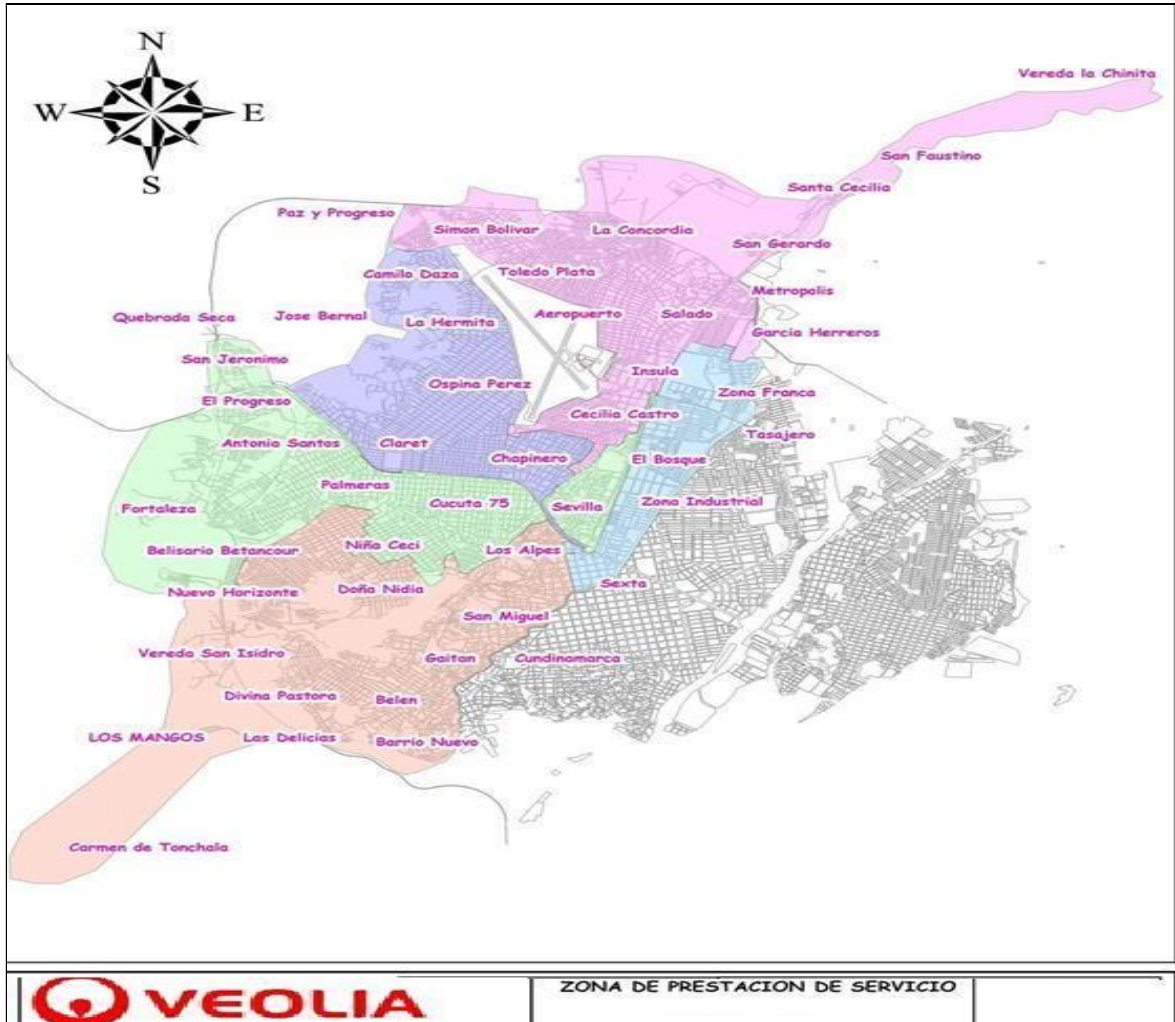 N
W E
S
Vereda la Chinita
San Faustino
Santa Cecilia
Paz y Progreso
Simon Bolivar
La Concordia
San Gerardo
Camilo Daza
Toledo Plata
Metropolis
Quebrada Seca
Jose Bernal
La Hermita
Aeropuerto
Salado
Garcia Herreros
San Jeronimo
Insula
Ospina Perez
Zona Franca
El Progreso
Cecilia Castro
Tasajero
Antonia Santos
Claret
Chapinero
El Bosque
Palmeras
Cucuta 75
Sevilla
Zona Industrial
Fortaleza
Belisario Betancour
Niña Ceci
Los Alpes
Nuevo Horizonte
Doña Nidia
Sexta
San Miguel
Vereda San Isidro
Gaitan
Cundinamarca
Divina Pastora
Belen
LOS MANGOS
Las Delicias
Barrio Nuevo
Carmen de Tonchala
VEOLIA
ZONA DE PRESTACION DE SERVICIO